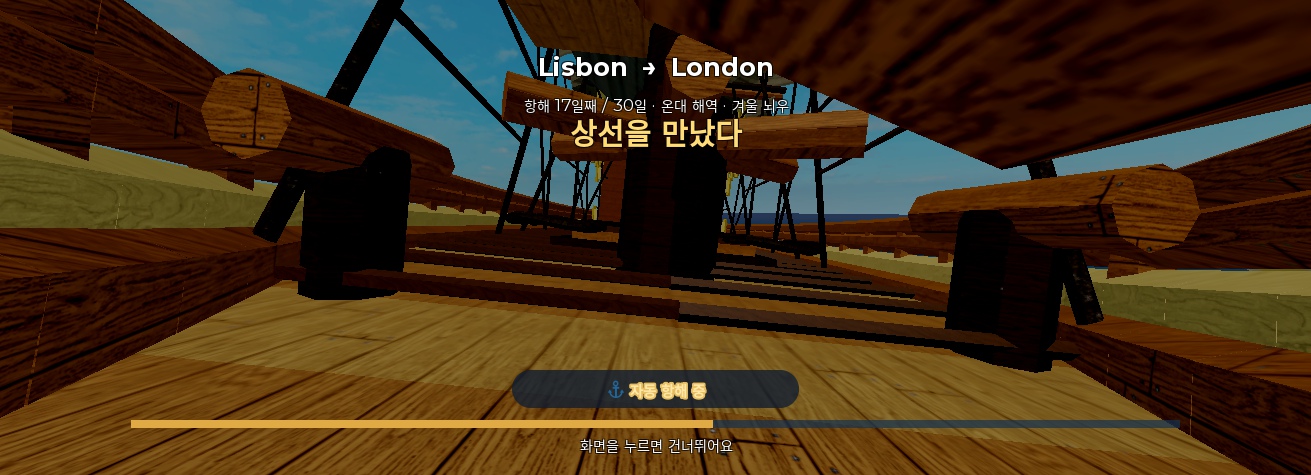 Lisbon → London
항해 17일째 / 30일 · 온대 해역 · 겨울 뇌우
상선을 만났다
⚓ 자동 항해 중
화면을 누르면 건너뛰어요